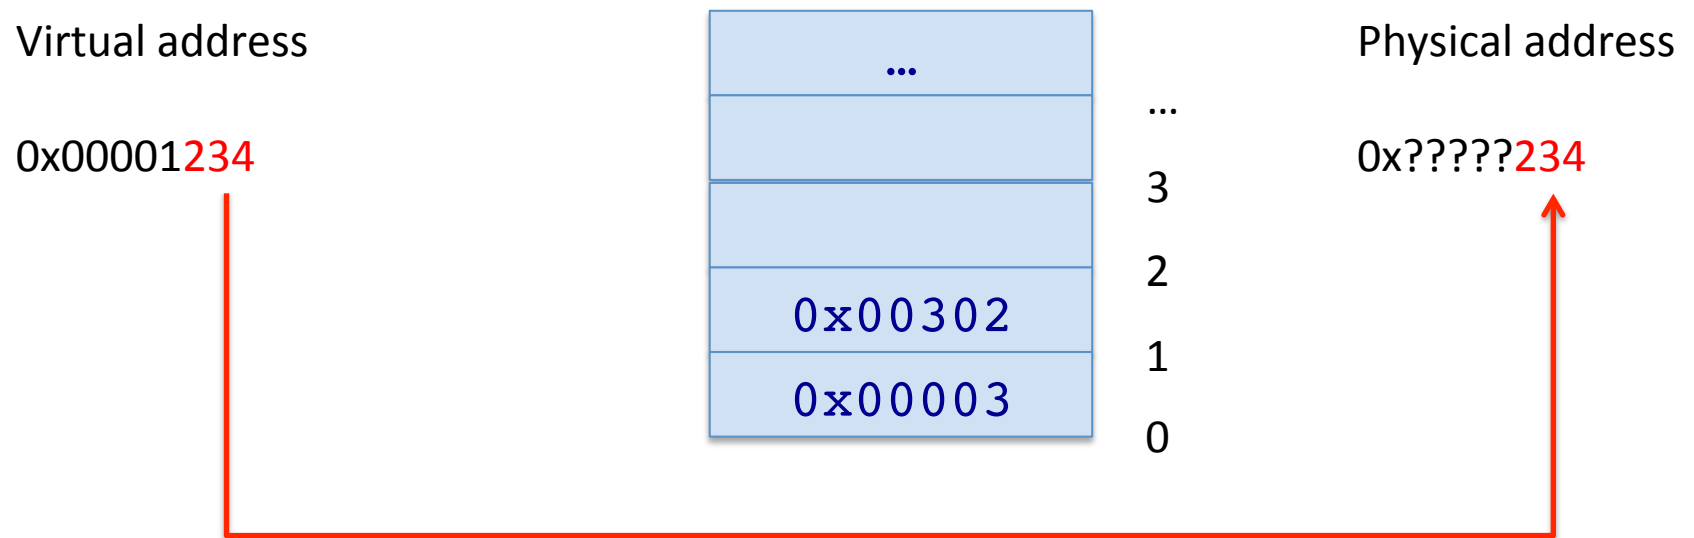 Virtual address
0x00001234
…
0x00302
0x00003
…
3
2
1
0
Physical address
0x?????234